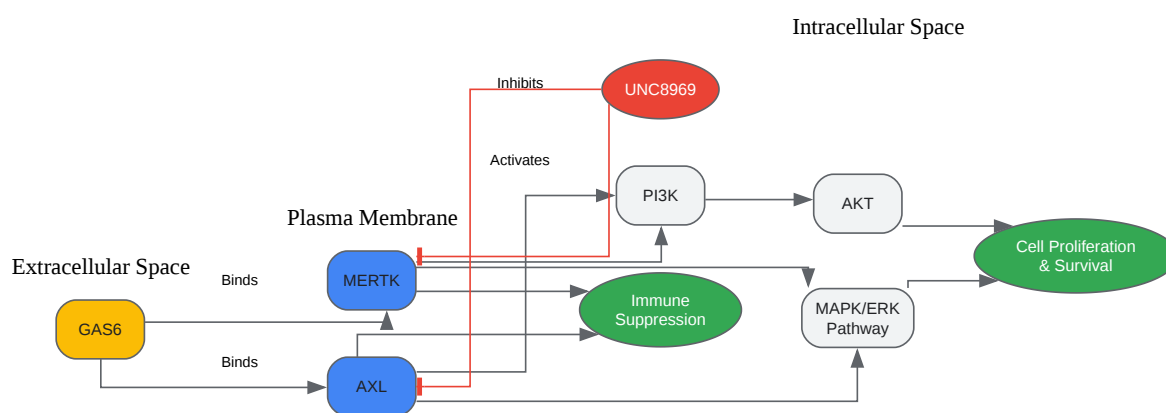 Intracellular Space
Inhibits
UNC8969
Activates
PI3K
AKT
Plasma Membrane
Cell Proliferation
& Survival
Extracellular Space
Binds
MERTK
Immune
Suppression
MAPK/ERK
Pathway
GAS6
Binds
AXL